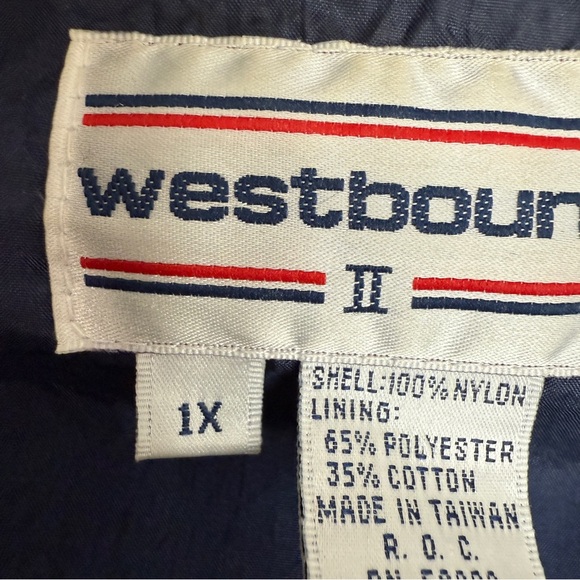 westboun
II
1X
SHELL:100% NYLON
LINING:
65% POLYESTER
35% COTTON
MADE IN TAIWAN
R. O. C.